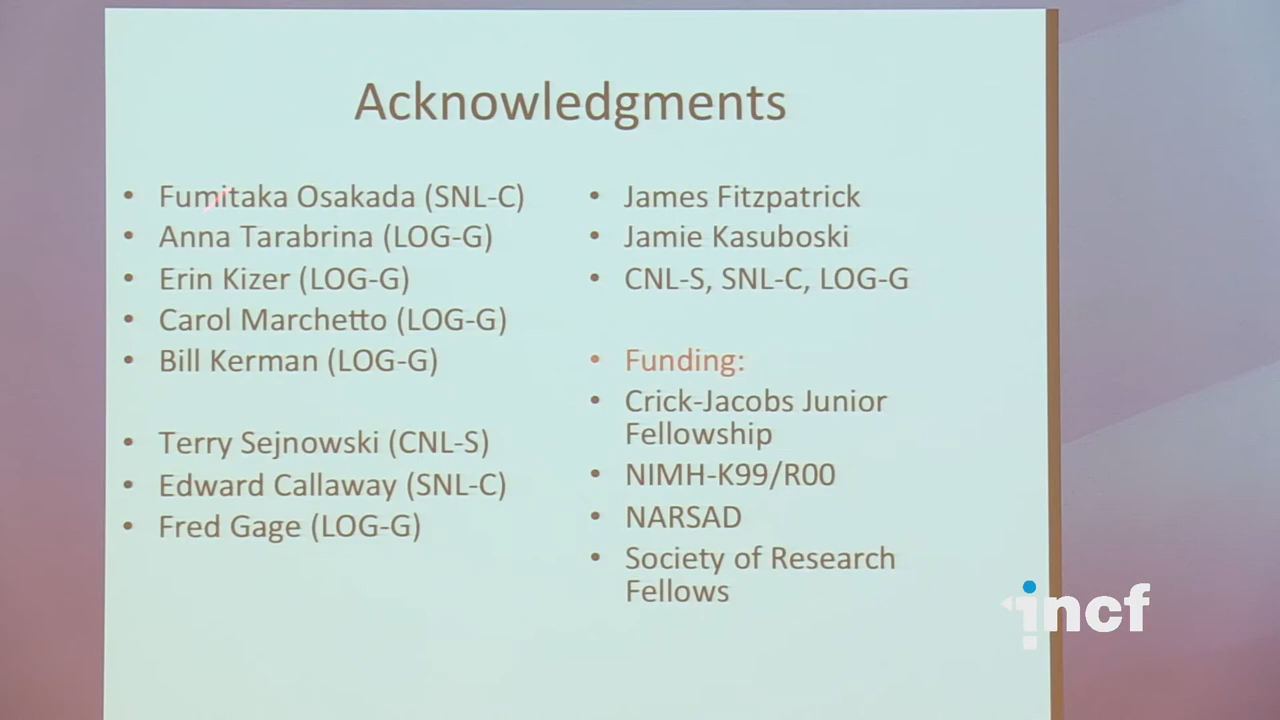 Acknowledgments
• Fumitaka Osakada (SNL-C)
• Anna Tarabrina (LOG-G)
• Erin Kizer (LOG-G)
• Carol Marchetto (LOG-G)
• Bill Kerman (LOG-G)
• Terry Sejnowski (CNL-S)
• Edward Callaway (SNL-C)
• Fred Gage (LOG-G)
• James Fitzpatrick
• Jamie Kasuboski
• CNL-S, SNL-C, LOG-G
• Funding:
• Crick-Jacobs Junior
Fellowship
• NIMH-K99/R00
• NARSAD
• Society of Research
Fellows
incf